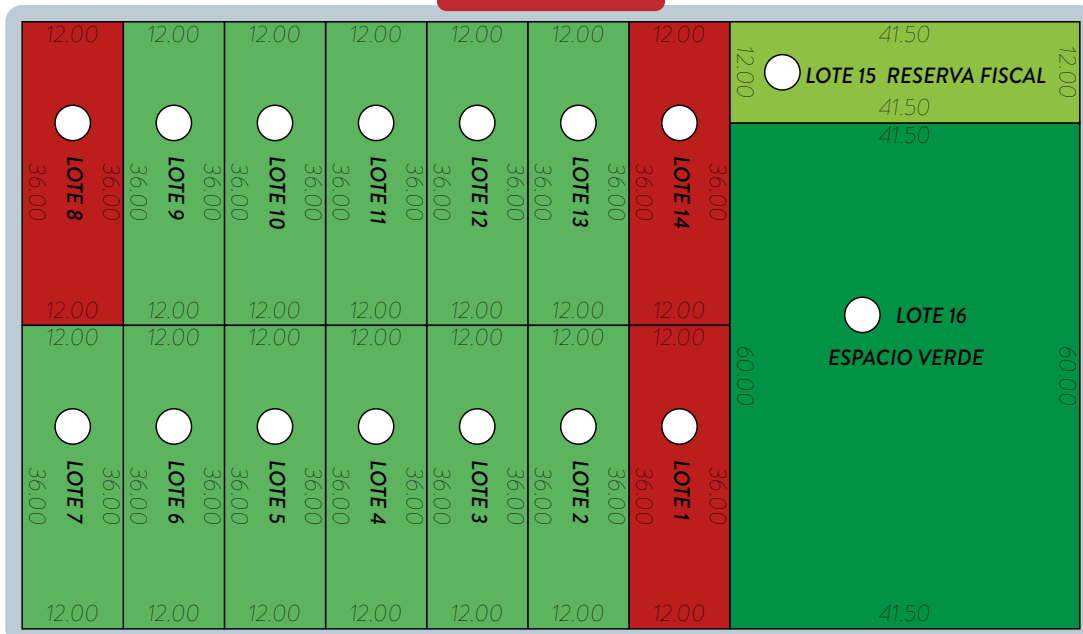 12.00 12.00 12.00 12.00 12.00 12.00 12.00 41.50
12.00 LOTE 15 RESERVA FISCAL 12.00
41.50
41.50
36.00 LOTE 8 36.00 36.00 LOTE 9 36.00 36.00 LOTE 10 36.00 36.00 LOTE 11 36.00 36.00 LOTE 12 36.00 36.00 LOTE 13 36.00 36.00 LOTE 14 36.00
12.00 12.00 12.00 12.00 12.00 12.00 12.00
LOTE 16
12.00 12.00 12.00 12.00 12.00 12.00 12.00
ESPACIO VERDE
60.00 60.00
36.00 LOTE 7 36.00 36.00 LOTE 6 36.00 36.00 LOTE 5 36.00 36.00 LOTE 4 36.00 36.00 LOTE 3 36.00 36.00 LOTE 2 36.00 36.00 LOTE 1 36.00
12.00 12.00 12.00 12.00 12.00 12.00 12.00 41.50